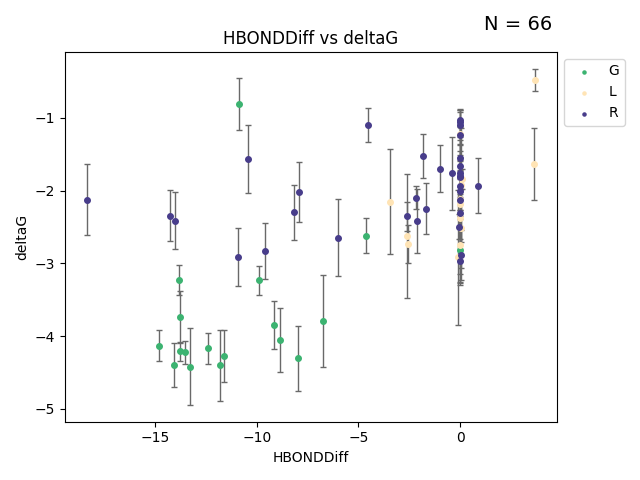 N = 66
HBONDDiff vs deltaG
G
L
R
−1
−2
−3
−4
−5
deltaG
−15
−10
−5
0
HBONDDiff